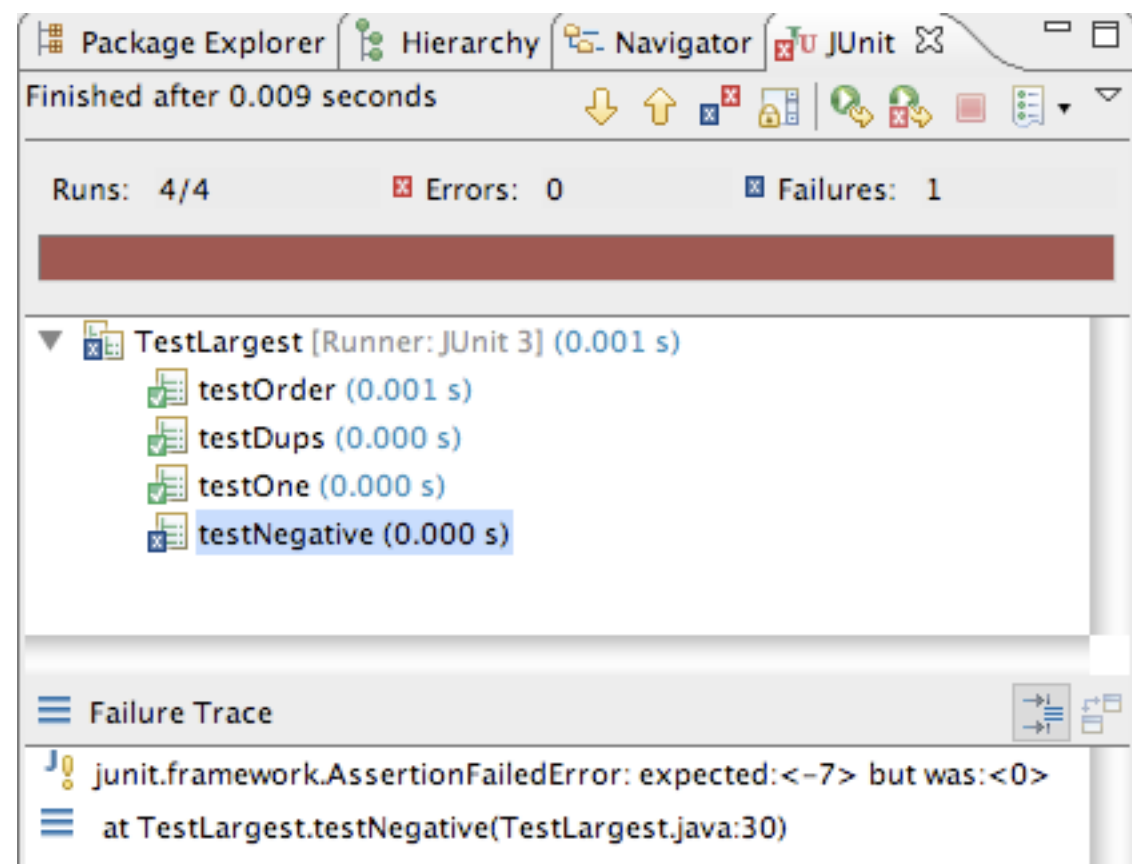 Package Explorer Hierarchy Navigator JUnit
Finished after 0.009 seconds
Runs: 4/4 Errors: 0 Failures: 1
TestLargest [Runner: JUnit 3] (0.001 s)
testOrder (0.001 s)
testDups (0.000 s)
testOne (0.000 s)
testNegative (0.000 s)
Failure Trace
junit.framework.AssertionFailedError: expected:<-7> but was:<0>
at TestLargest.testNegative(TestLargest.java:30)